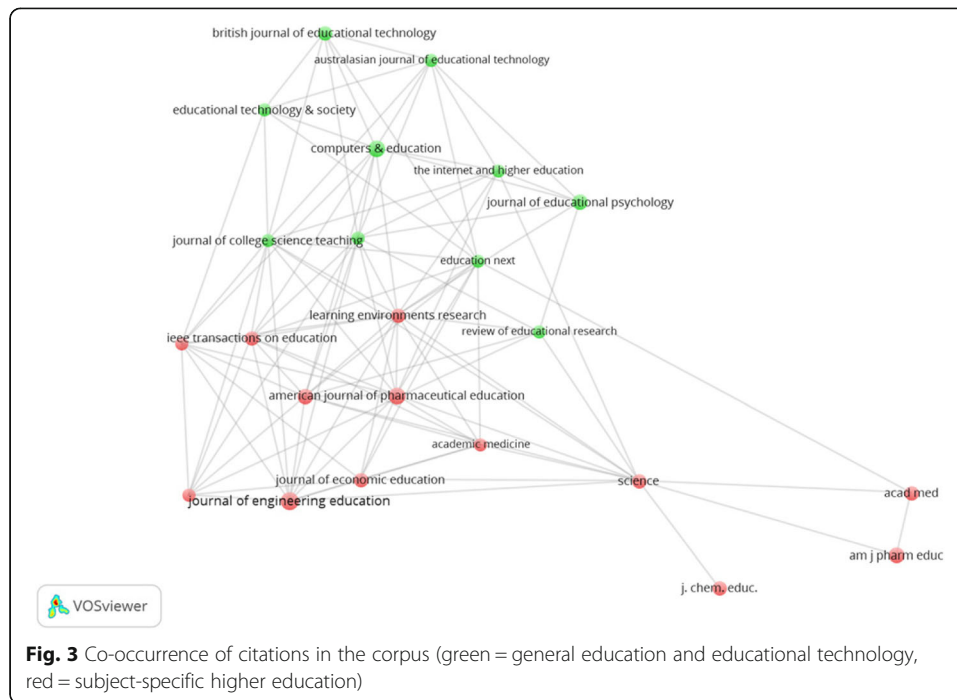 british journal of educational technology
australasian journal of educational technology
educational technology & society
computers & education
the internet and higher education
journal of educational psychology
journal of college science teaching
education next
learning environments research
review of educational research
ieee transactions on education
american journal of pharmaceutical education
academic medicine
journal of economic education
science
acad med
journal of engineering education
am j pharm educ
j. chem. educ.
VOSviewer
Fig. 3 Co-occurrence of citations in the corpus (green = general education and educational technology,
red = subject-specific higher education)